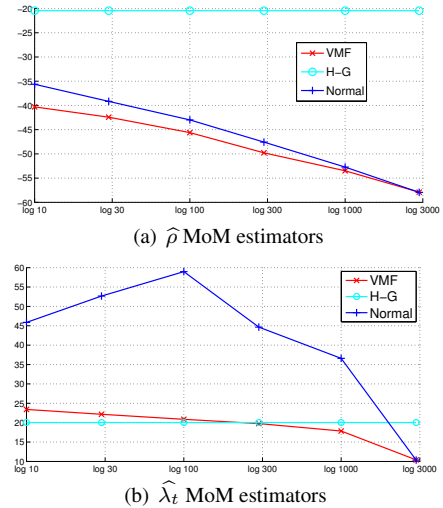 -20
-25
-30
-35
-40
-45
-50
-55
-60
VMF
H-G
Normal
log 10
log 30
log 100
log 300
log 1000
log 3000
(a) ρ̂ MoM estimators
60
55
50
45
40
35
30
25
20
15
10
VMF
H-G
Normal
log 10
log 30
log 100
log 300
log 1000
log 3000
(b) λ̂ₜ MoM estimators